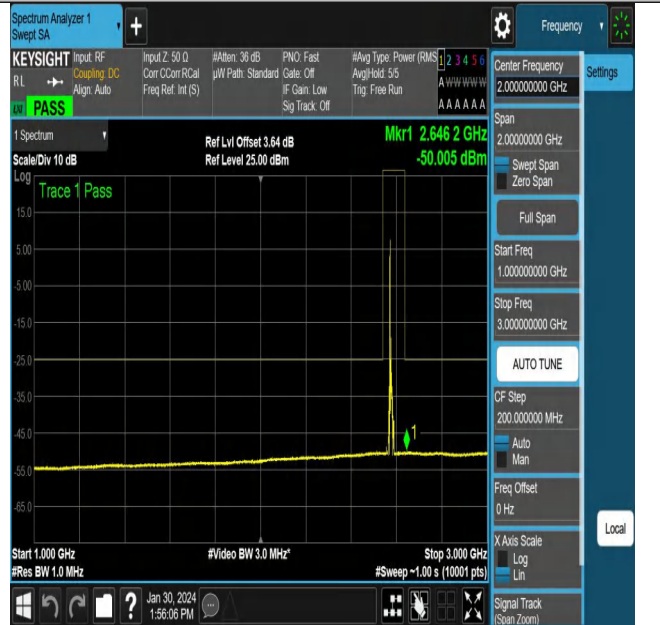 Spectrum Analyzer 1
Swept SA
+
Frequency
KEYSIGHT
RL
Input: RF
Coupling: DC
Align: Auto
Input Z: 50 Ω
Corr CCorr RCal
Freq Ref: Int (S)
#Atten: 36 dB
µW Path: Standard
PNO: Fast
Gate: Off
IF Gain: Low
Sig Track: Off
#Avg Type: Power (RMS
Avg|Hold: 5/5
Trig: Free Run
1 2 3 4 5 6
A W W W W W
A A A A A A
LXI
PASS
1 Spectrum
Scale/Div 10 dB
Ref Lvl Offset 3.64 dB
Ref Level 25.00 dBm
Mkr1 2.646 2 GHz
-50.005 dBm
Log
Trace 1 Pass
15.0
5.00
-5.00
-15.0
-25.0
-35.0
-45.0
-55.0
-65.0
1
Start 1.000 GHz
#Res BW 1.0 MHz
#Video BW 3.0 MHz*
Stop 3.000 GHz
#Sweep ~1.00 s (10001 pts)
?
Jan 30, 2024
1:56:06 PM
Center Frequency
2.000000000 GHz
Settings
Span
2.00000000 GHz
Swept Span
Zero Span
Full Span
Start Freq
1.000000000 GHz
Stop Freq
3.000000000 GHz
AUTO TUNE
CF Step
200.000000 MHz
Auto
Man
Freq Offset
0 Hz
X Axis Scale
Log
Lin
Local
Signal Track
(Span Zoom)